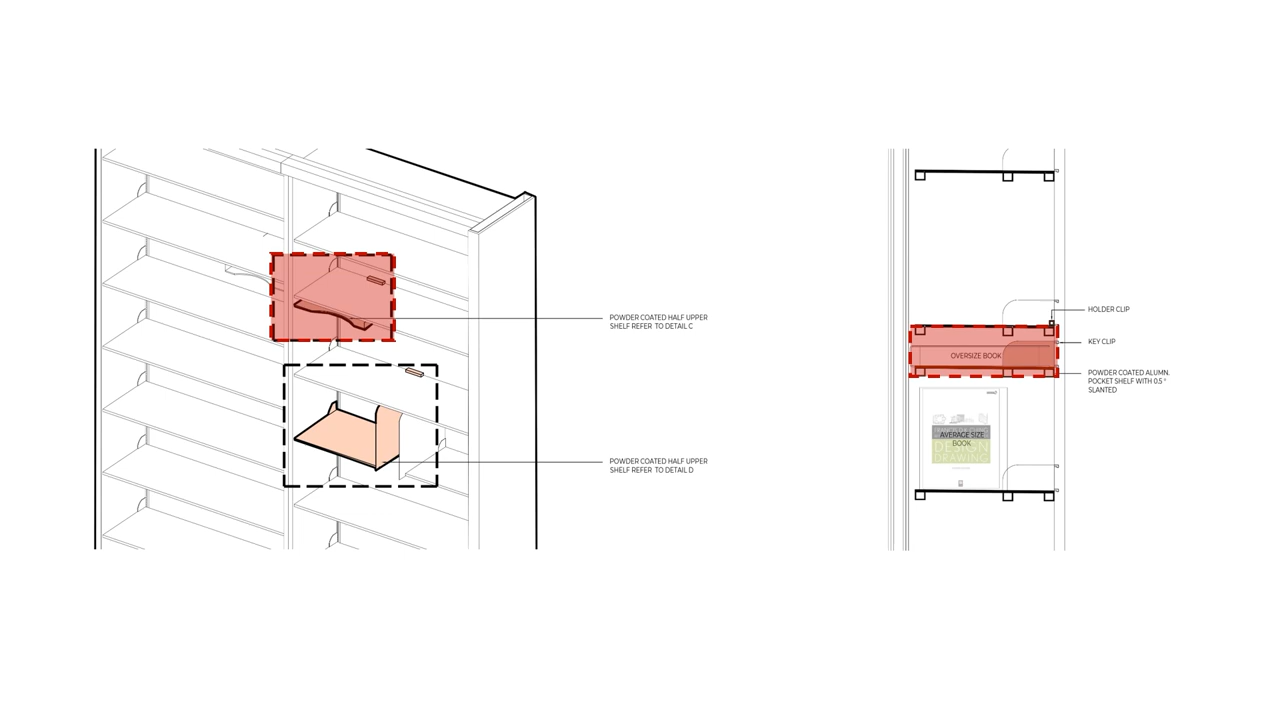 POWDER COATED HALF UPPER
SHELF REFER TO DETAIL C
POWDER COATED HALF UPPER
SHELF REFER TO DETAIL D
HOLDER CLIP
KEY CLIP
OVERSIZE BOOK
POWDER COATED ALUMN.
POCKET SHELF WITH 0.5 °
SLANTED
AVERAGE SIZE
BOOK
DESIGN
DRAWING